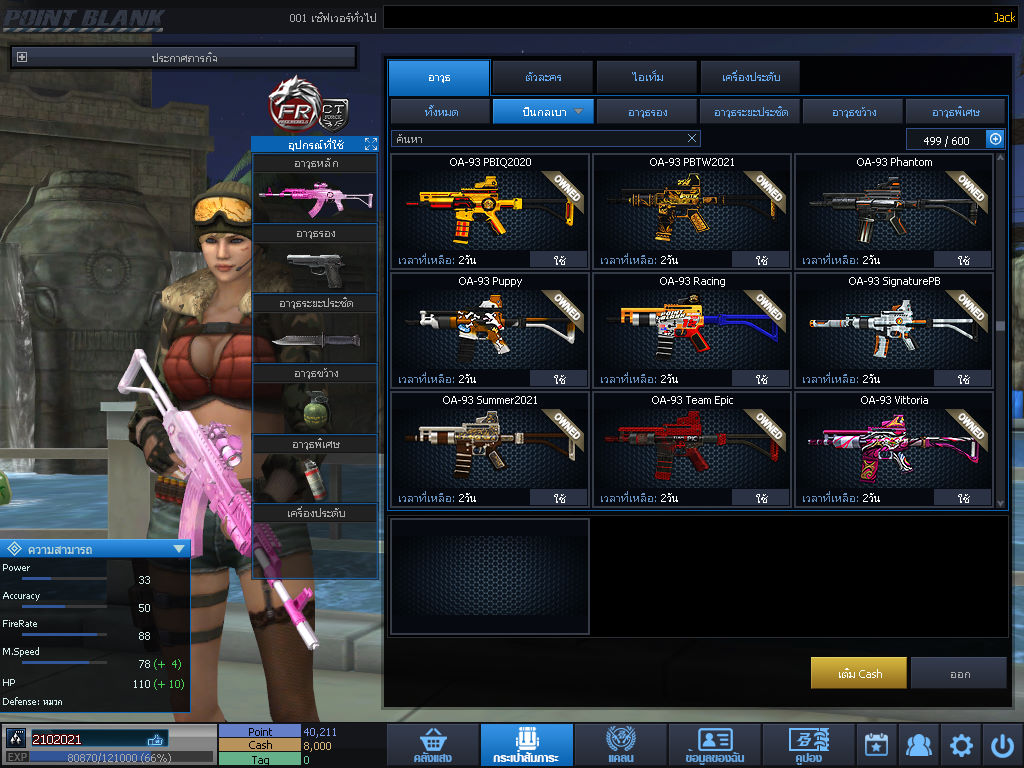 POINT BLANK
001 เซิฟเวอร์ทั่วไป
Jack
ประกาศภารกิจ
อาวุธ ตัวละคร ไอเท็ม เครื่องประดับ
ทั้งหมด ปืนกลเบา อาวุธรอง อาวุธระยะประชิด อาวุธขว้าง อาวุธพิเศษ
ค้นหา
499 / 600
FR
CT
FORCE
อุปกรณ์ที่ใช้
อาวุธหลัก
อาวุธรอง
อาวุธระยะประชิด
อาวุธขว้าง
อาวุธพิเศษ
เครื่องประดับ
OA-93 PBIQ2020 OA-93 PBTW2021 OA-93 Phantom
OWNED OWNED OWNED
เวลาที่เหลือ: 2วัน ใช้ เวลาที่เหลือ: 2วัน ใช้ เวลาที่เหลือ: 2วัน ใช้
OA-93 Puppy OA-93 Racing OA-93 SignaturePB
OWNED OWNED OWNED
POINT BLANK
เวลาที่เหลือ: 2วัน ใช้ เวลาที่เหลือ: 2วัน ใช้ เวลาที่เหลือ: 2วัน ใช้
OA-93 Summer2021 OA-93 Team Epic OA-93 Vittoria
OWNED OWNED OWNED
เวลาที่เหลือ: 2วัน ใช้ เวลาที่เหลือ: 2วัน ใช้ เวลาที่เหลือ: 2วัน ใช้
ความสามารถ
Power
33
Accuracy
50
FireRate
88
M.Speed
78 (+ 4)
HP
110 (+ 10)
Defense: หมวก
เติม Cash ออก
2102021
EXP 80870/121000 (66%)
Point 40,211
Cash 8,000
Tag 0
คลังแสง กระเป๋าสัมภาระ แคลน ข้อมูลของฉัน คูปอง